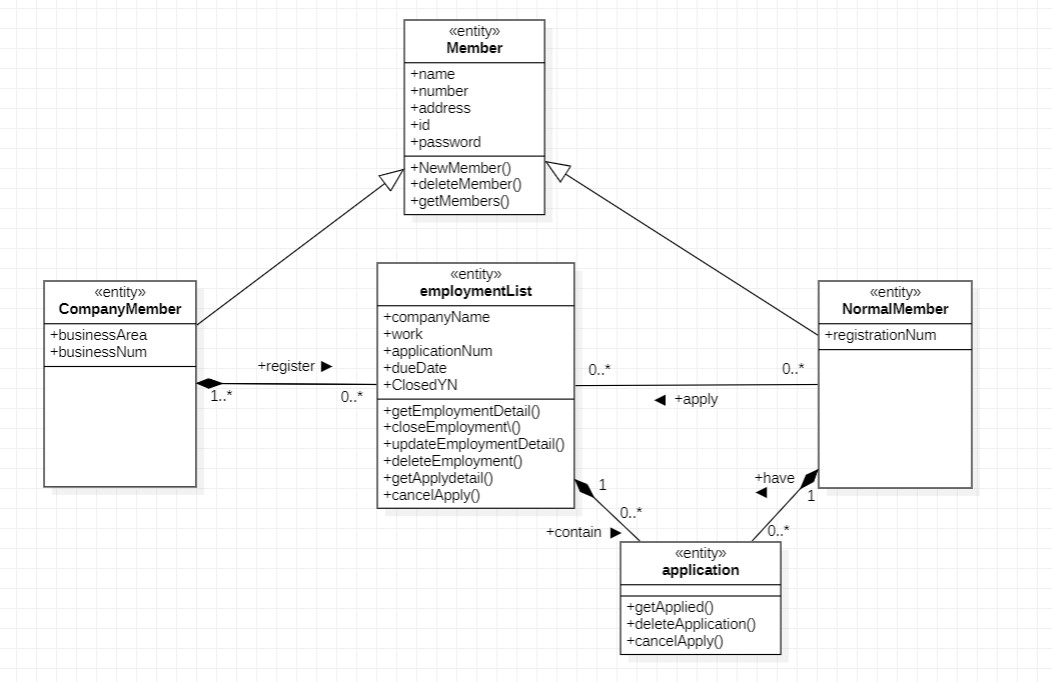 «entity»
Member
+name
+number
+address
+id
+password
+NewMember()
+deleteMember()
+getMembers()
«entity»
CompanyMember
+businessArea
+businessNum
+register ►
1..*
0..*
«entity»
employmentList
+companyName
+work
+applicationNum
+dueDate
+ClosedYN
+getEmploymentDetail()
+closeEmployment\()
+updateEmploymentDetail()
+deleteEmployment()
+getApplydetail()
+cancelApply()
0..*
0..*
◄ +apply
«entity»
NormalMember
+registrationNum
1
0..*
+contain ►
+have
◄
1
0..*
«entity»
application
+getApplied()
+deleteApplication()
+cancelApply()